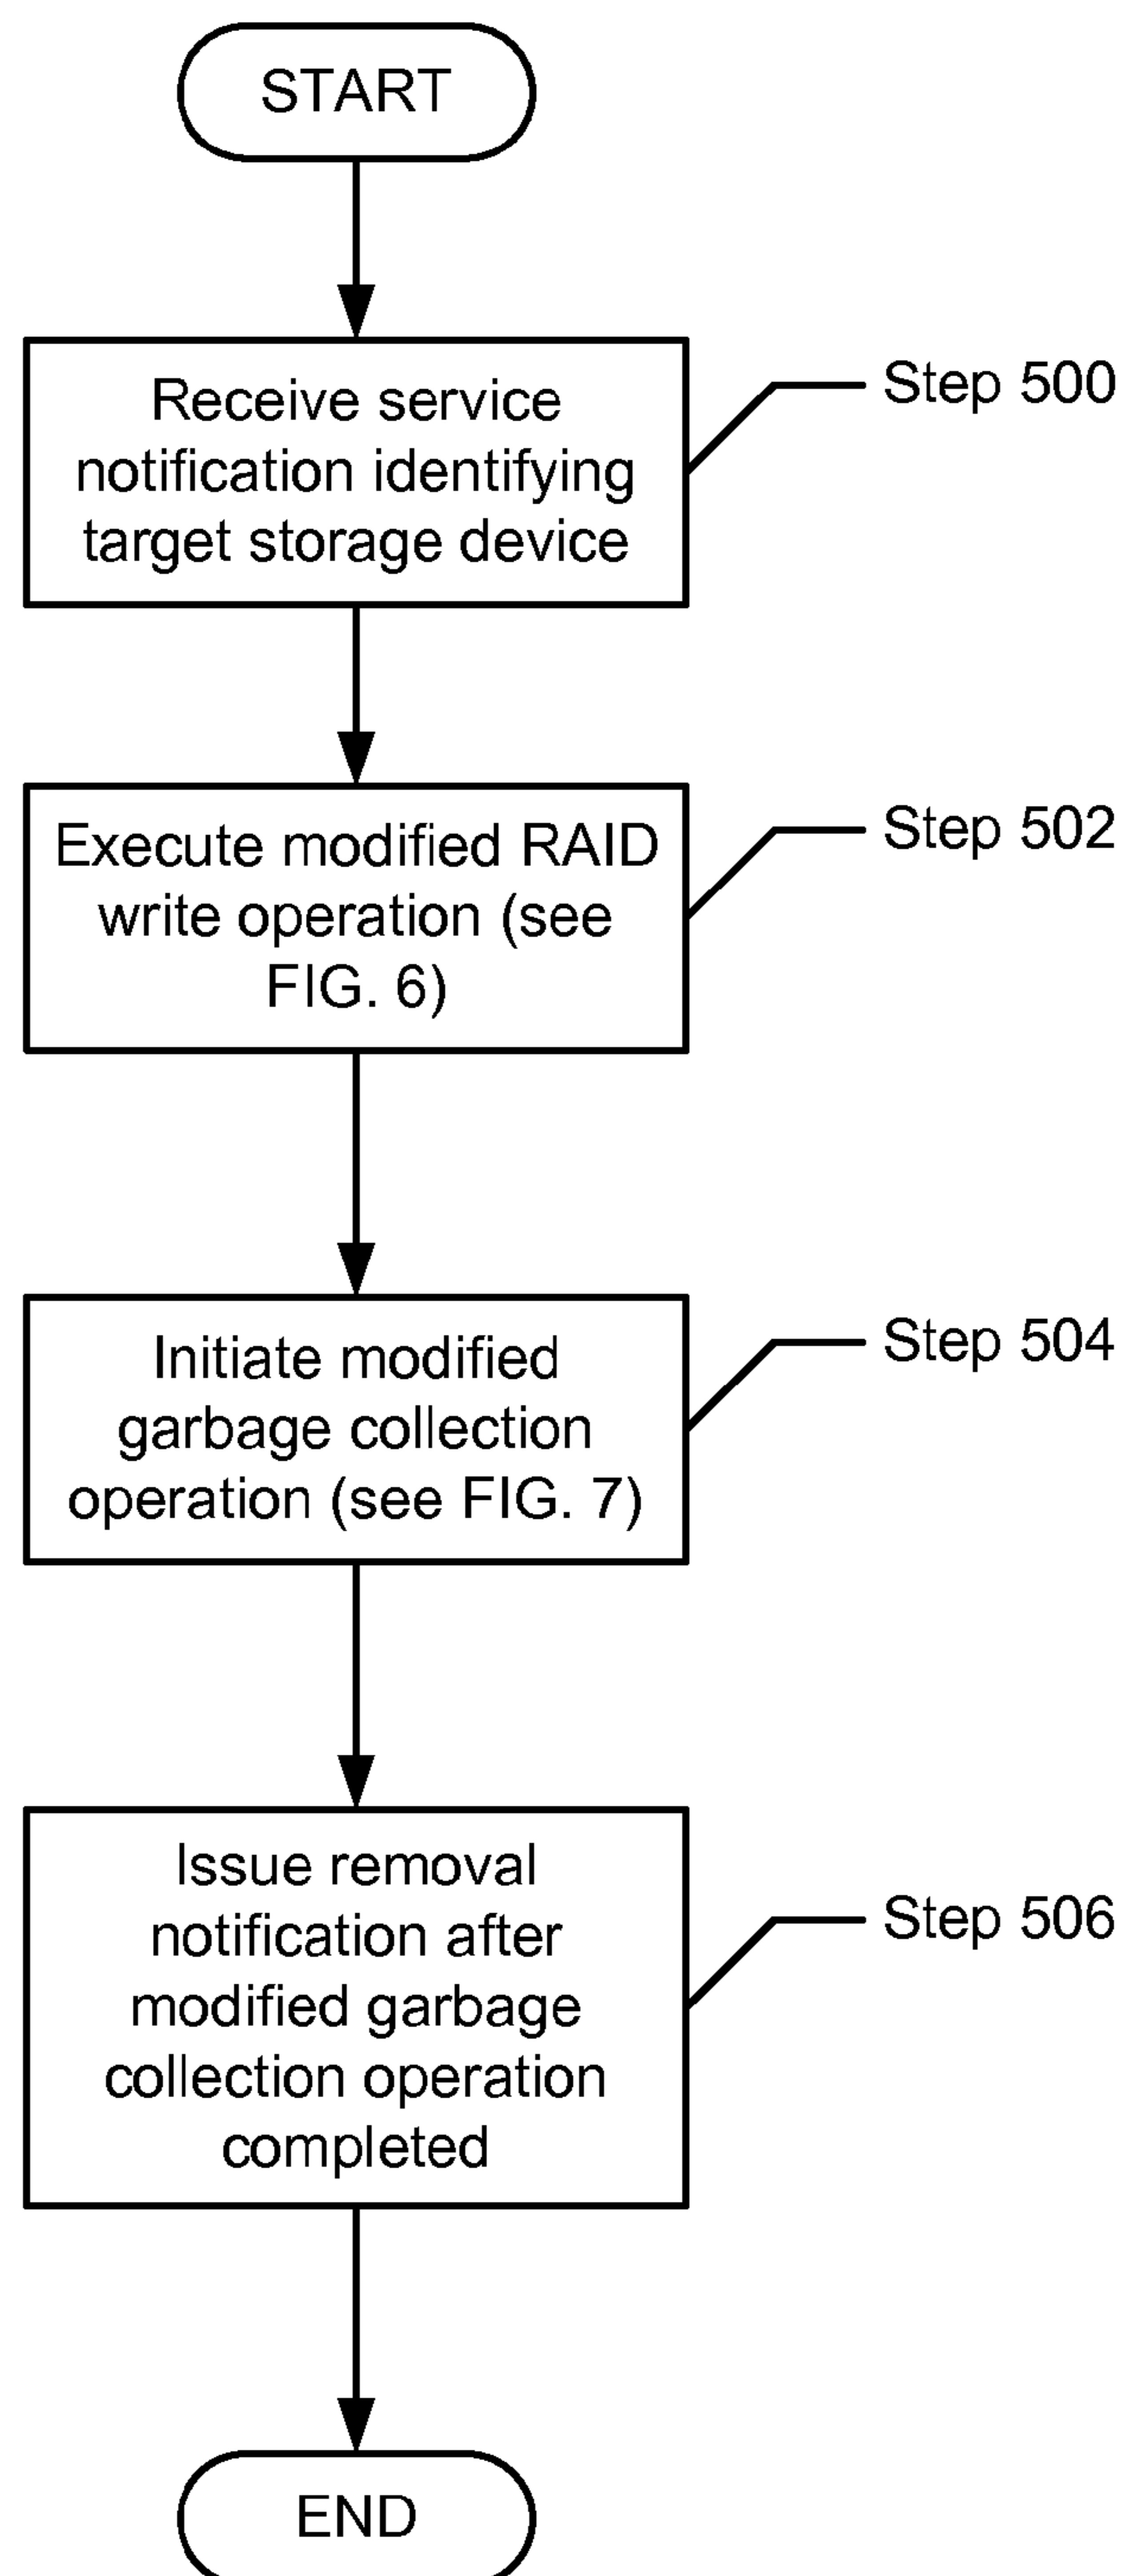 START
Receive service
notification identifying
target storage device
Step 500
Execute modified RAID
write operation (see
FIG. 6)
Step 502
Initiate modified
garbage collection
operation (see FIG. 7)
Step 504
Issue removal
notification after
modified garbage
collection operation
completed
Step 506
END